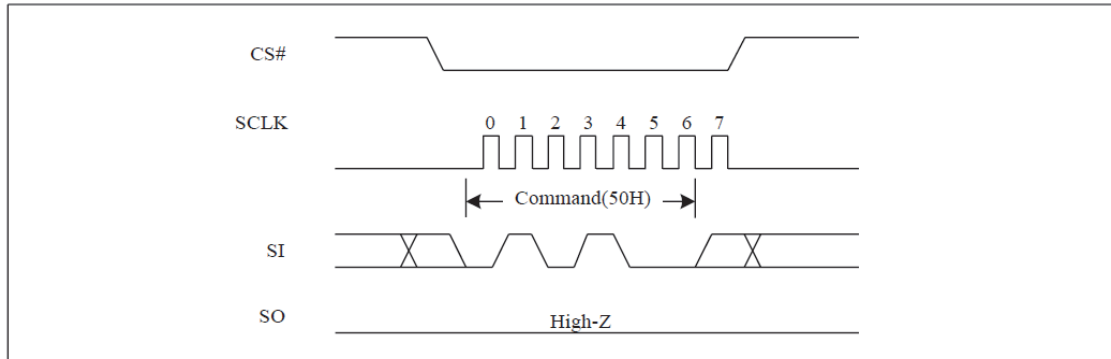 CS#
SCLK
0 1 2 3 4 5 6 7
Command(50H)
SI
SO
High-Z